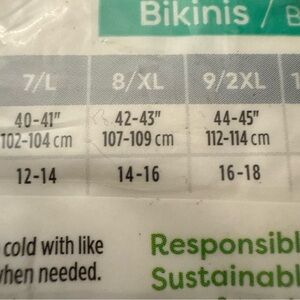 Bikinis /
7/L 8/XL 9/2XL
40-41" 42-43" 44-45"
102-104 cm 107-109 cm 112-114 cm
12-14 14-16 16-18
cold with like
when needed.
Responsibl
Sustainabl